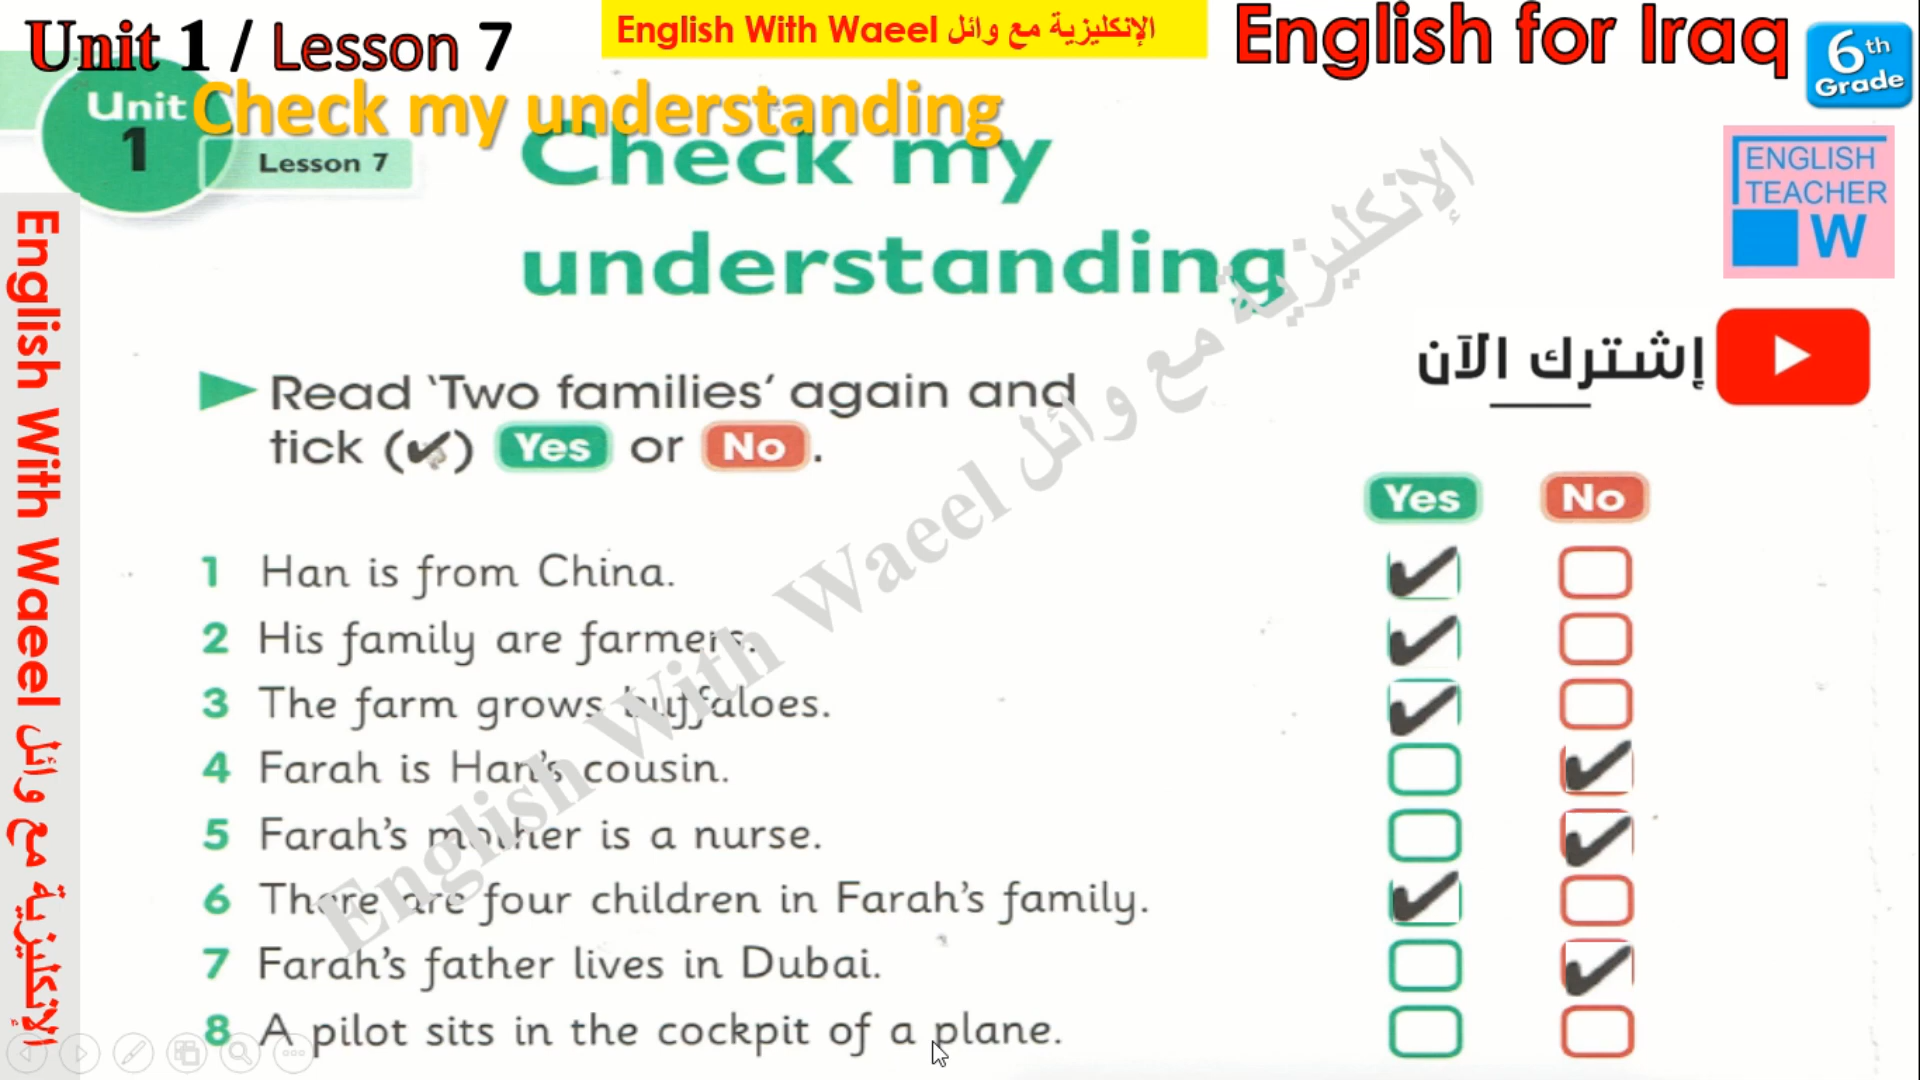 Unit 1 / Lesson 7
English With Waeel الإنكليزية مع وائل
English for Iraq
6th
Grade
Check my understanding
Unit
1
Lesson 7
Check my
understanding
ENGLISH
TEACHER
W
إشترك الآن
Read ‘Two families’ again and
tick (✔) Yes or No.
Yes No
1 Han is from China.
2 His family are farmers.
3 The farm grows buffaloes.
4 Farah is Han’s cousin.
5 Farah’s mother is a nurse.
6 There are four children in Farah’s family.
7 Farah’s father lives in Dubai.
8 A pilot sits in the cockpit of a plane.
English With Waeel الإنكليزية مع وائل
English With Waeel الإنكليزية مع وائل